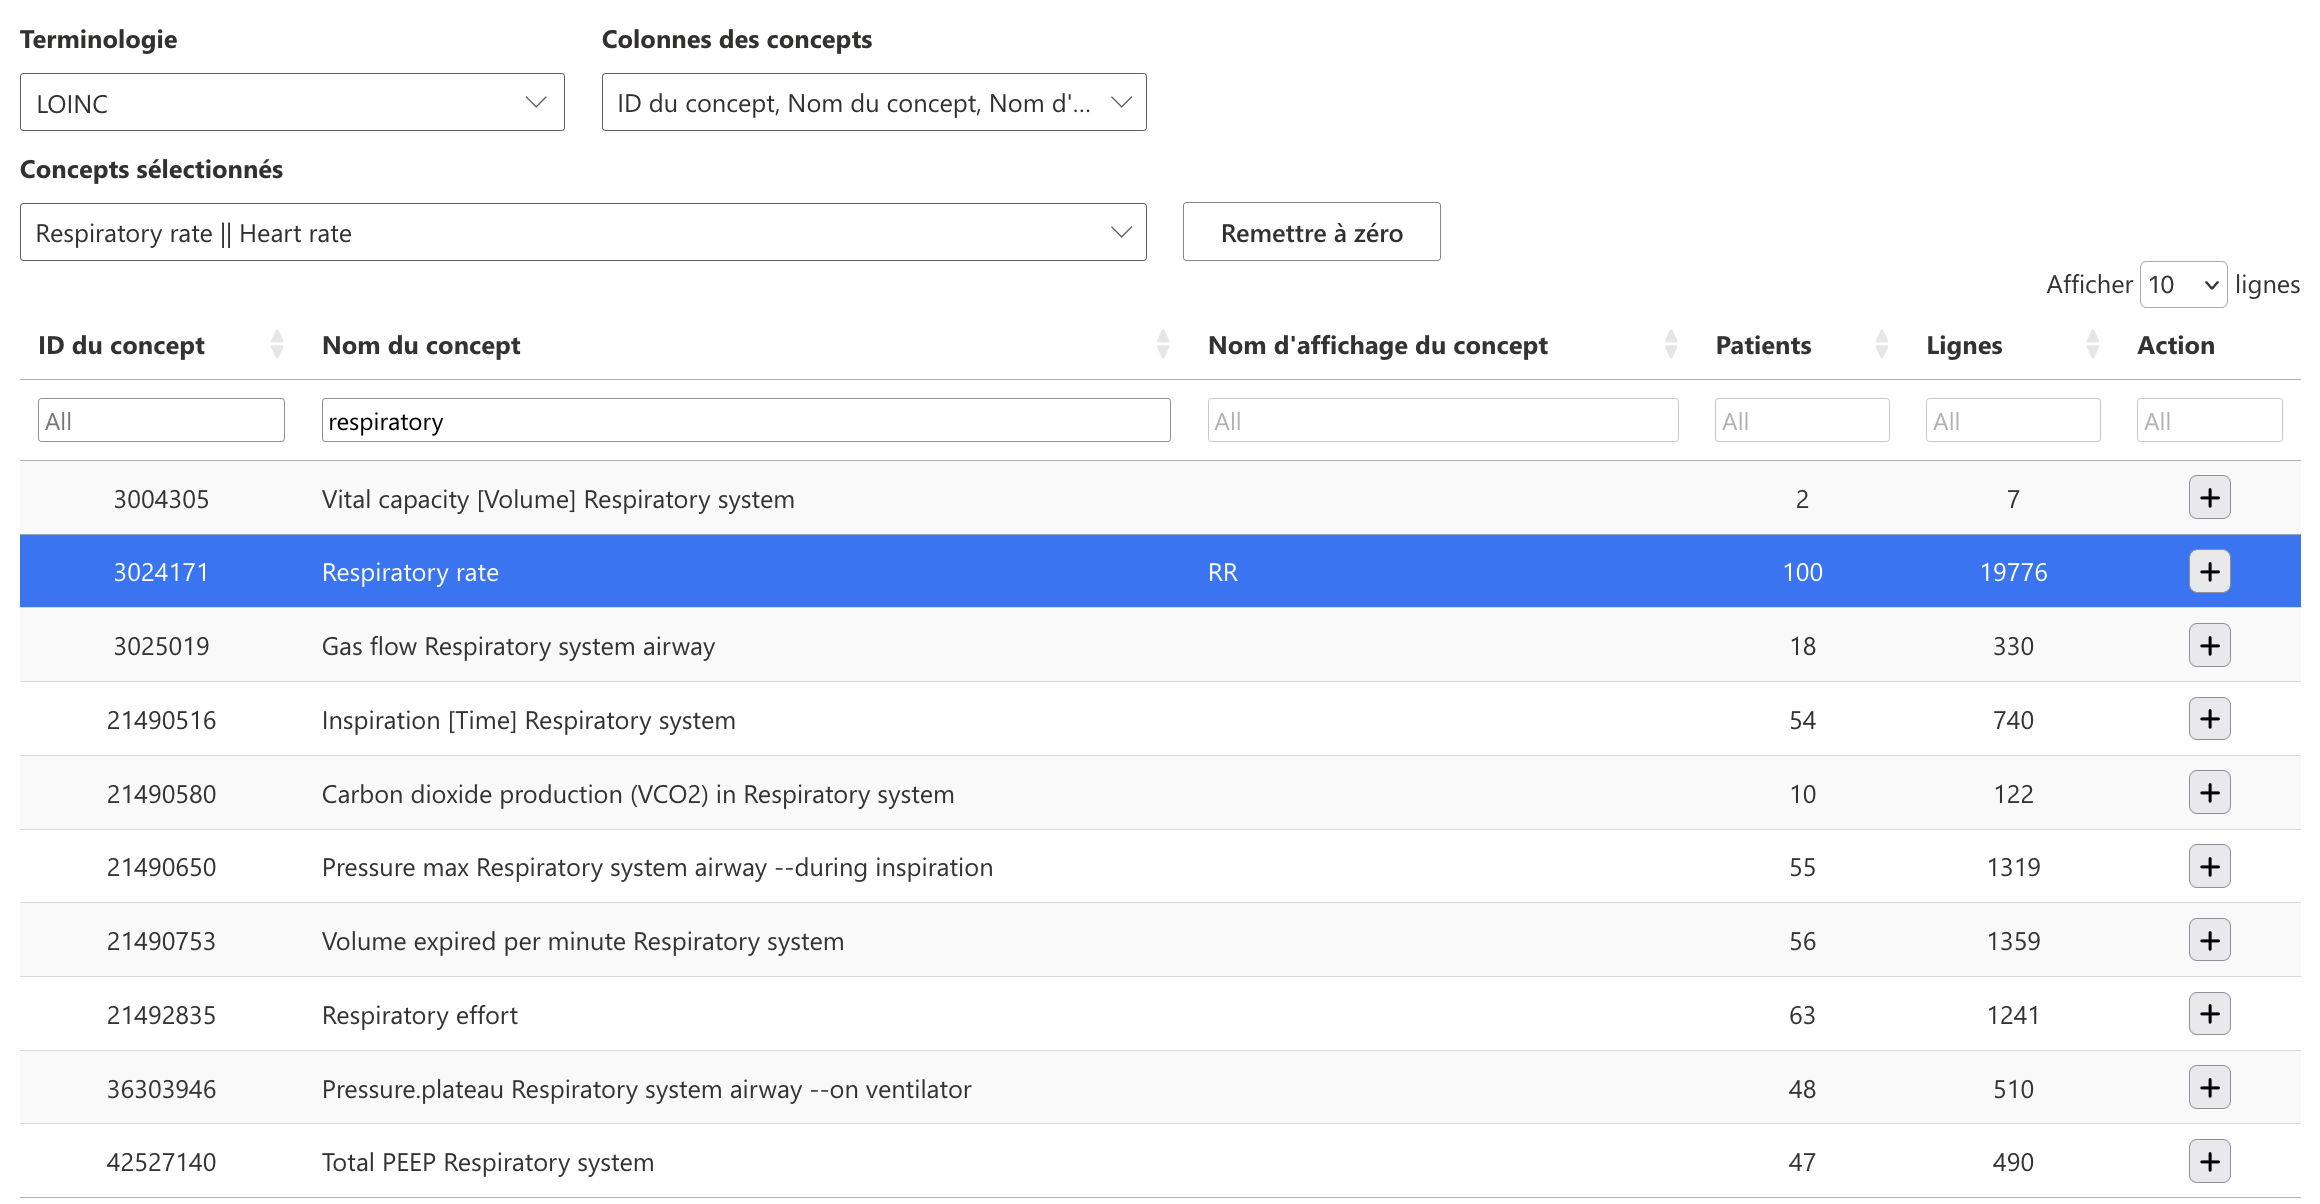 Terminologie Colonnes des concepts
LOINC ID du concept, Nom du concept, Nom d'...
Concepts sélectionnés
Respiratory rate || Heart rate Remettre à zéro
Afficher 10 lignes
ID du concept Nom du concept Nom d'affichage du concept Patients Lignes Action
All respiratory All All All All
3004305 Vital capacity [Volume] Respiratory system 2 7 +
3024171 Respiratory rate RR 100 19776 +
3025019 Gas flow Respiratory system airway 18 330 +
21490516 Inspiration [Time] Respiratory system 54 740 +
21490580 Carbon dioxide production (VCO2) in Respiratory system 10 122 +
21490650 Pressure max Respiratory system airway --during inspiration 55 1319 +
21490753 Volume expired per minute Respiratory system 56 1359 +
21492835 Respiratory effort 63 1241 +
36303946 Pressure.plateau Respiratory system airway --on ventilator 48 510 +
42527140 Total PEEP Respiratory system 47 490 +